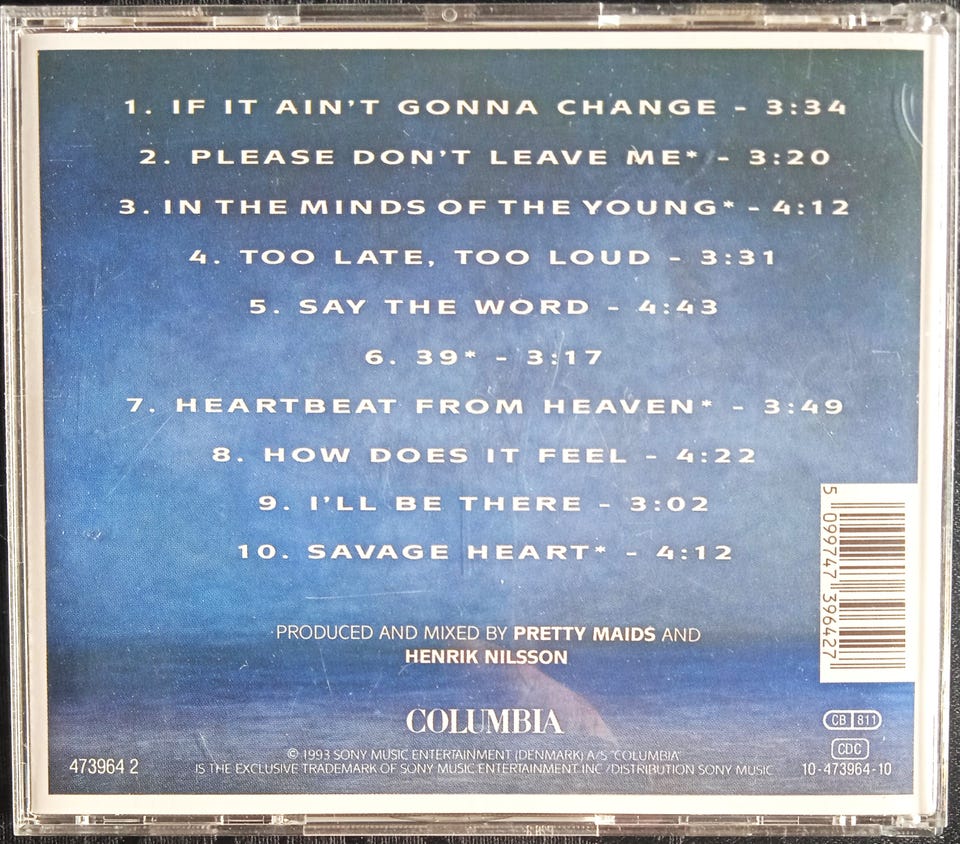 1. IF IT AIN'T GONNA CHANGE - 3:34
2. PLEASE DON'T LEAVE ME* - 3:20
3. IN THE MINDS OF THE YOUNG* - 4:12
4. TOO LATE, TOO LOUD - 3:31
5. SAY THE WORD - 4:43
6. 39* - 3:17
7. HEARTBEAT FROM HEAVEN* - 3:49
8. HOW DOES IT FEEL - 4:22
9. I'LL BE THERE - 3:02
10. SAVAGE HEART* - 4:12
5 099747 396427
PRODUCED AND MIXED BY PRETTY MAIDS AND
HENRIK NILSSON
COLUMBIA
CB 811
CDC
473964 2
© 1993 SONY MUSIC ENTERTAINMENT (DENMARK) A/S "COLUMBIA"
IS THE EXCLUSIVE TRADEMARK OF SONY MUSIC ENTERTAINMENT INC /DISTRIBUTION SONY MUSIC
10-473964-10